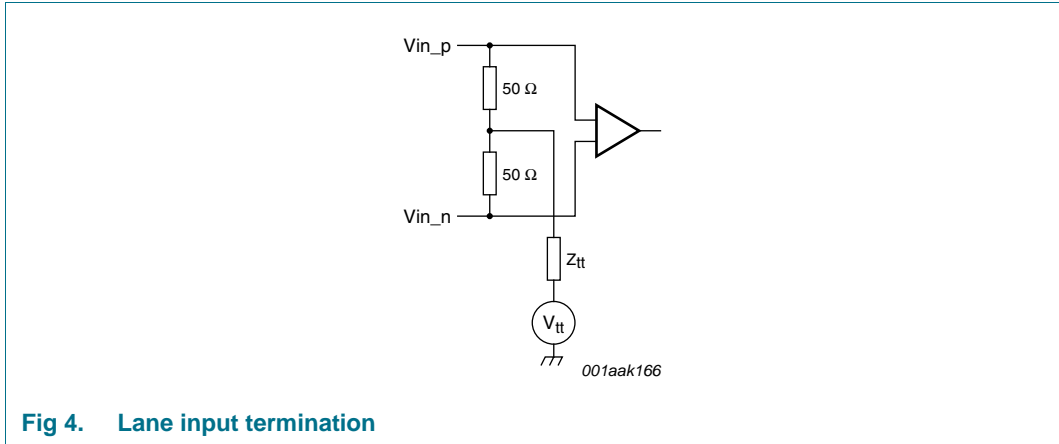 Vin_p
50 Ω
50 Ω
Vin_n
Ztt
Vtt
001aak166
Fig 4. Lane input termination